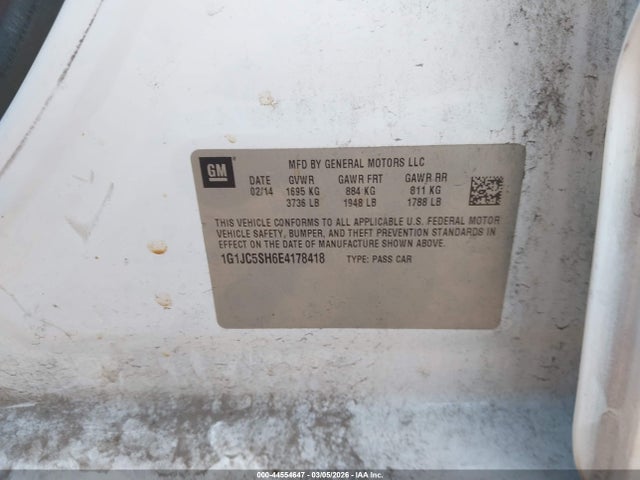 GM
MFD BY GENERAL MOTORS LLC
DATE GVWR GAWR FRT GAWR RR
02/14 1695 KG 884 KG 811 KG
3736 LB 1948 LB 1788 LB
THIS VEHICLE CONFORMS TO ALL APPLICABLE U.S. FEDERAL MOTOR
VEHICLE SAFETY, BUMPER, AND THEFT PREVENTION STANDARDS IN
EFFECT ON THE DATE OF MANUFACTURE SHOWN ABOVE.
1G1JC5SH6E4178418 TYPE: PASS CAR
000-44554647 - 03/05/2026 - IAA Inc.